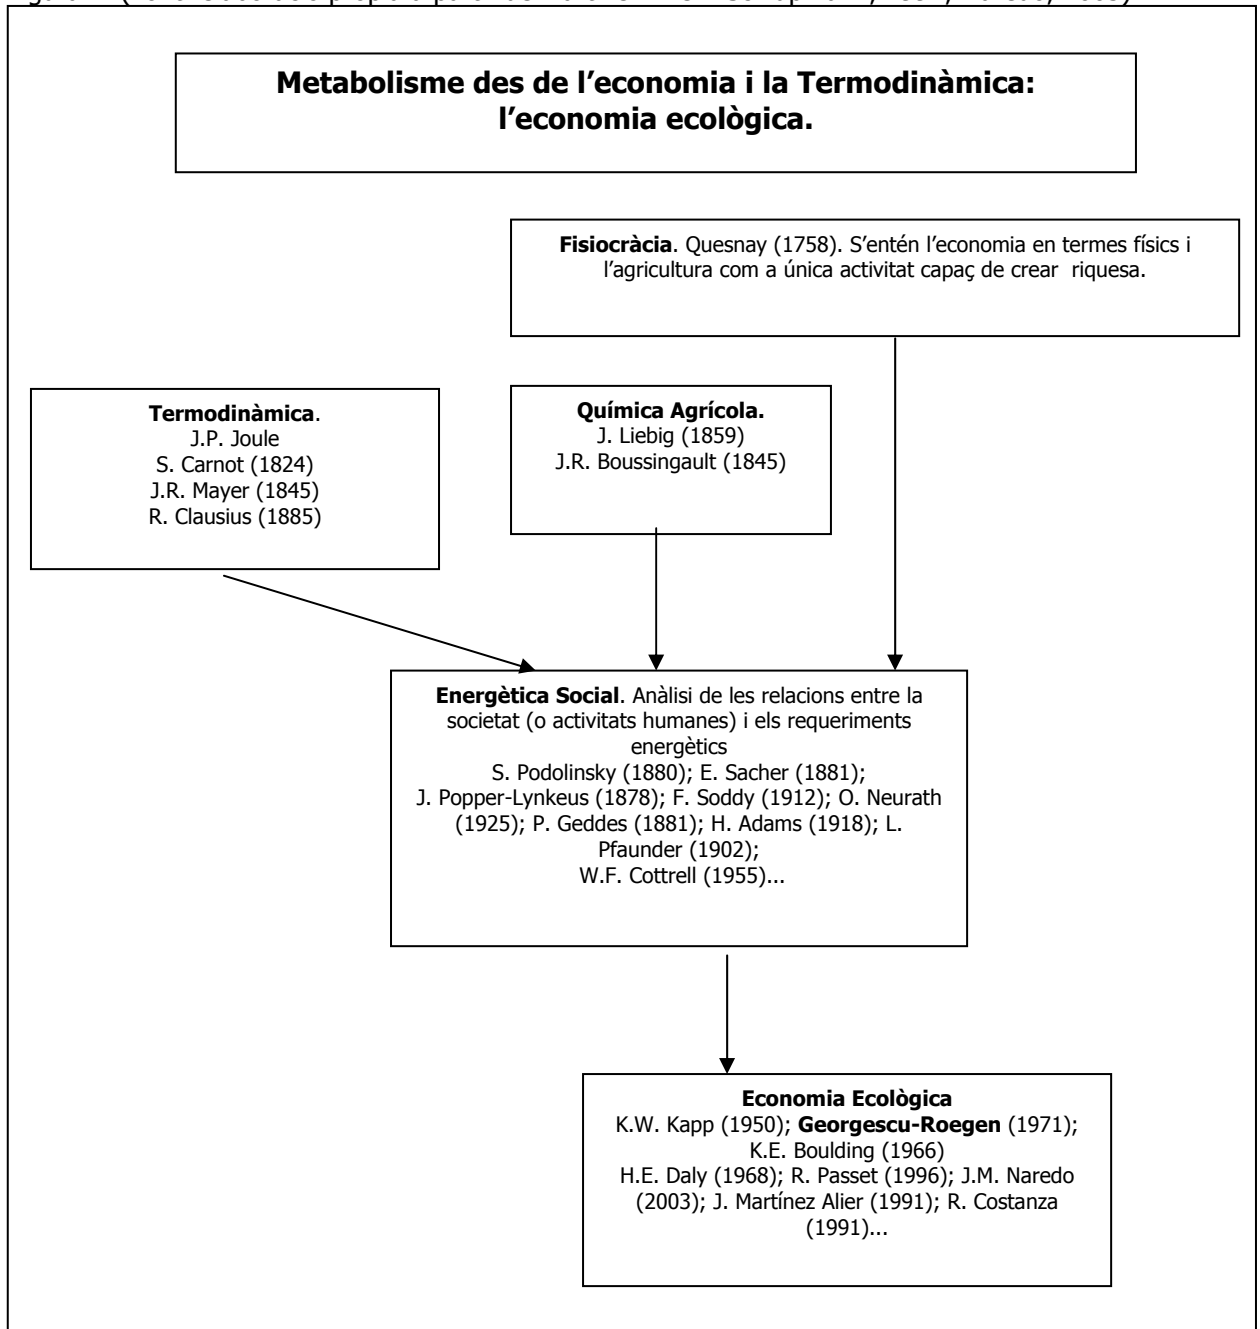 Metabolisme des de l’economia i la Termodinàmica:
l’economia ecològica.
Fisiocràcia. Quesnay (1758). S’entén l’economia en termes físics i
l’agricultura com a única activitat capaç de crear  riquesa.
Termodinàmica.
J.P. Joule
S. Carnot (1824)
J.R. Mayer (1845)
R. Clausius (1885)
Química Agrícola.
J. Liebig (1859)
J.R. Boussingault (1845)
Energètica Social. Anàlisi de les relacions entre la
societat (o activitats humanes) i els requeriments
energètics
S. Podolinsky (1880); E. Sacher (1881);
J. Popper-Lynkeus (1878); F. Soddy (1912); O. Neurath
(1925); P. Geddes (1881); H. Adams (1918); L.
Pfaunder (1902);
W.F. Cottrell (1955)...
Economia Ecològica
K.W. Kapp (1950); Georgescu-Roegen (1971);
K.E. Boulding (1966)
H.E. Daly (1968); R. Passet (1996); J.M. Naredo
(2003); J. Martínez Alier (1991); R. Costanza
(1991)...